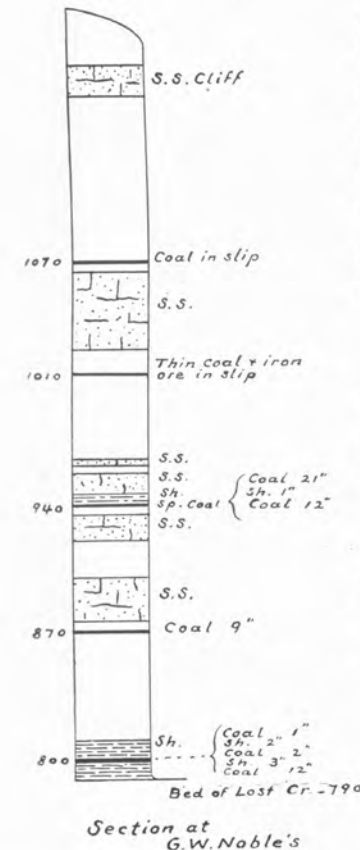 S.S. Cliff
1070 Coal in slip
S.S.
Thin coal + iron
1010 ore in slip
S.S.
S.S. Coal 21"
Sh. Sh. 1"
940 Sp. Coal Coal 12"
S.S.
S.S.
870 Coal 9"
Coal 1"
Sh. Sh. 2"
Coal 2"
800 Sh. 3"
Coal 12"
Bed of Lost Cr. - 790
Section at
G.W. Noble's